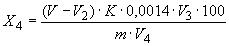 X₄ = (V − V₂) · K · 0,0014 · V₃ · 100 / m · V₄